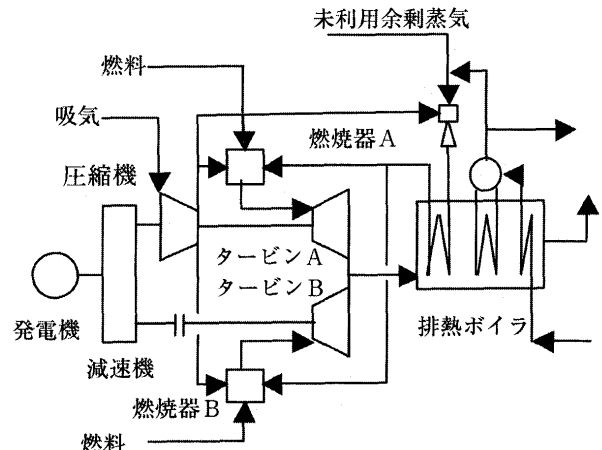 未利用余剰蒸気
燃料
吸気
燃焼器A
圧縮機
タービンA
タービンB
発電機
排熱ボイラ
減速機
燃焼器B
燃料